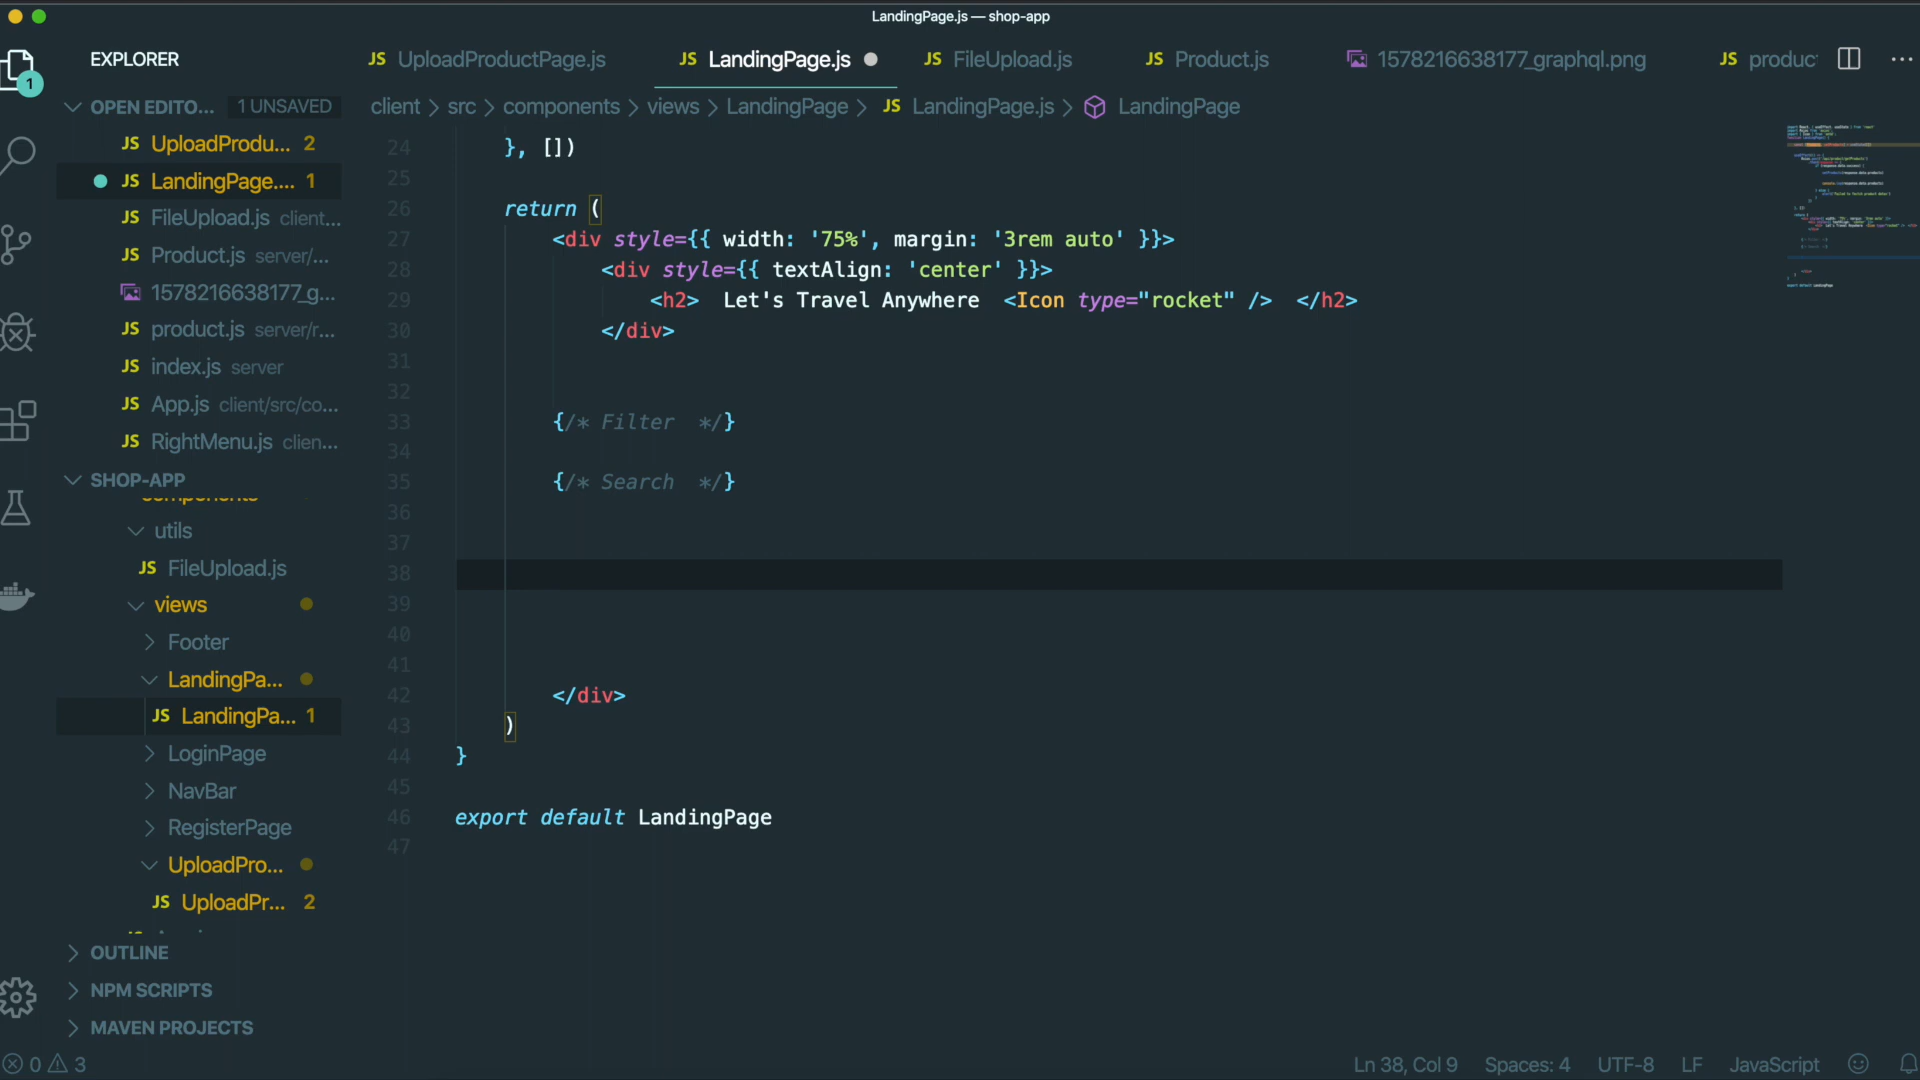 LandingPage.js — shop-app
EXPLORER
JS UploadProductPage.js
JS LandingPage.js
JS FileUpload.js
JS Product.js
1578216638177_graphql.png
JS produc
1
OPEN EDITO... 1 UNSAVED
client > src > components > views > LandingPage > JS LandingPage.js > LandingPage
JS UploadProdu... 2
JS LandingPage.... 1
JS FileUpload.js client...
JS Product.js server/...
1578216638177_g...
JS product.js server/r...
JS index.js server
JS App.js client/src/co...
JS RightMenu.js clien...
SHOP-APP
components
utils
JS FileUpload.js
views
Footer
LandingPa...
JS LandingPa... 1
LoginPage
NavBar
RegisterPage
UploadPro...
JS UploadPr... 2
OUTLINE
NPM SCRIPTS
MAVEN PROJECTS
24 }, [])
25
26 return (
27 <div style={{ width: '75%', margin: '3rem auto' }}>
28 <div style={{ textAlign: 'center' }}>
29 <h2> Let's Travel Anywhere <Icon type="rocket" /> </h2>
30 </div>
31
32
33 {/* Filter */}
34
35 {/* Search */}
36
37
38
39
40
41
42 </div>
43 )
44 }
45
46 export default LandingPage
47
0 3
Ln 38, Col 9 Spaces: 4 UTF-8 LF JavaScript